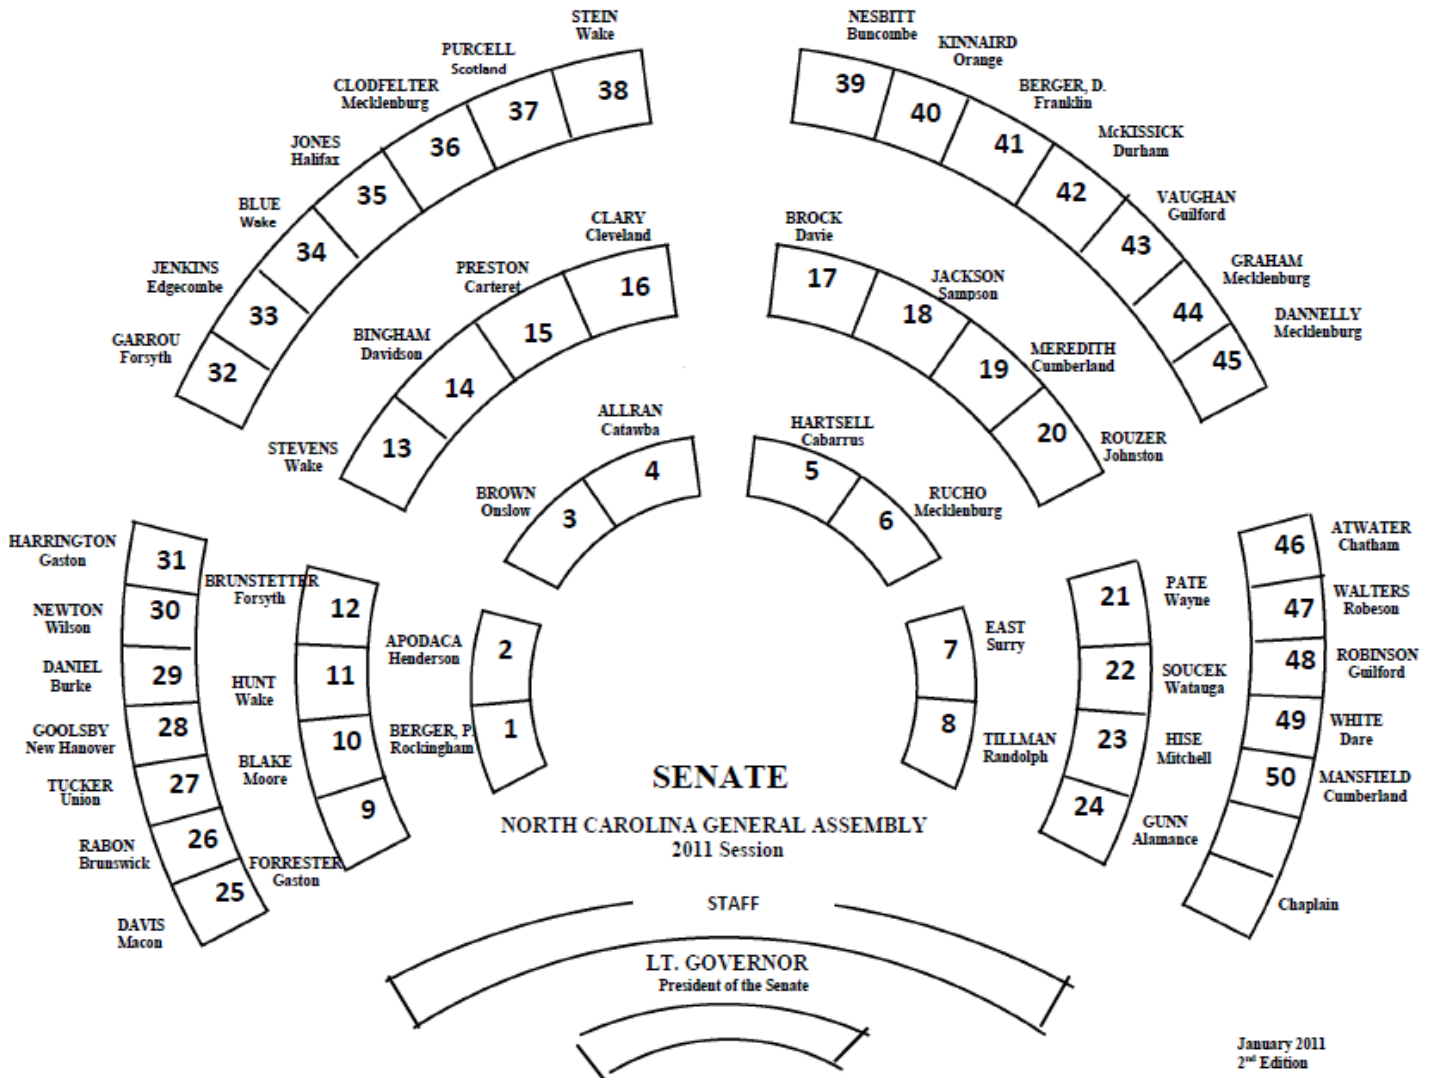 STEIN
Wake
38
PURCELL
Scotland
37
CLODFELTER
Mecklenburg
36
JONES
Halifax
35
BLUE
Wake
34
JENKINS
Edgecombe
33
GARROU
Forsyth
32
NESBITT
Buncombe
39
KINNAIRD
Orange
40
BERGER, D.
Franklin
41
McKISSICK
Durham
42
VAUGHAN
Guilford
43
GRAHAM
Mecklenburg
44
DANNELLY
Mecklenburg
45
CLARY
Cleveland
16
PRESTON
Carteret
15
BINGHAM
Davidson
14
STEVENS
Wake
13
BROCK
Davie
17
JACKSON
Sampson
18
MEREDITH
Cumberland
19
ROUZER
Johnston
20
ALLRAN
Catawba
4
BROWN
Onslow
3
HARTSELL
Cabarrus
5
RUCHO
Mecklenburg
6
HARRINGTON
Gaston
31
NEWTON
Wilson
30
DANIEL
Burke
29
GOOLSBY
New Hanover
28
TUCKER
Union
27
RABON
Brunswick
26
DAVIS
Macon
25
BRUNSTETTER
Forsyth
12
HUNT
Wake
11
BLAKE
Moore
10
FORRESTER
Gaston
9
APODACA
Henderson
2
BERGER, P.
Rockingham
1
EAST
Surry
7
TILLMAN
Randolph
8
PATE
Wayne
21
SOUCEK
Watauga
22
HISE
Mitchell
23
GUNN
Alamance
24
ATWATER
Chatham
46
WALTERS
Robeson
47
ROBINSON
Guilford
48
WHITE
Dare
49
MANSFIELD
Cumberland
50
Chaplain
SENATE
NORTH CAROLINA GENERAL ASSEMBLY
2011 Session
STAFF
LT. GOVERNOR
President of the Senate
January 2011
2nd Edition